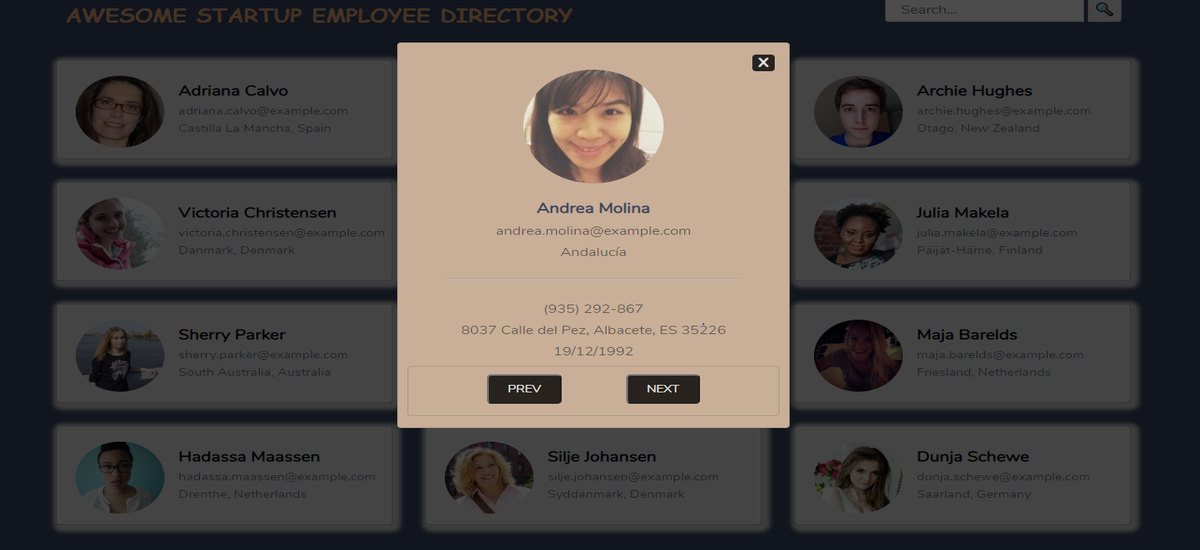 AWESOME STARTUP EMPLOYEE DIRECTORY
Search...
Adriana Calvo
adriana.calvo@example.com
Castilla La Mancha, Spain
Archie Hughes
archie.hughes@example.com
Otago, New Zealand
Victoria Christensen
victoria.christensen@example.com
Danmark, Denmark
Julia Makela
julia.makela@example.com
Päijät-Häme, Finland
Sherry Parker
sherry.parker@example.com
South Australia, Australia
Maja Barelds
maja.barelds@example.com
Friesland, Netherlands
Hadassa Maassen
hadassa.maassen@example.com
Drenthe, Netherlands
Silje Johansen
silje.johansen@example.com
Syddanmark, Denmark
Dunja Schewe
dunja.schewe@example.com
Saarland, Germany
X
Andrea Molina
andrea.molina@example.com
Andalucía
(935) 292-867
8037 Calle del Pez, Albacete, ES 35226
19/12/1992
PREV
NEXT